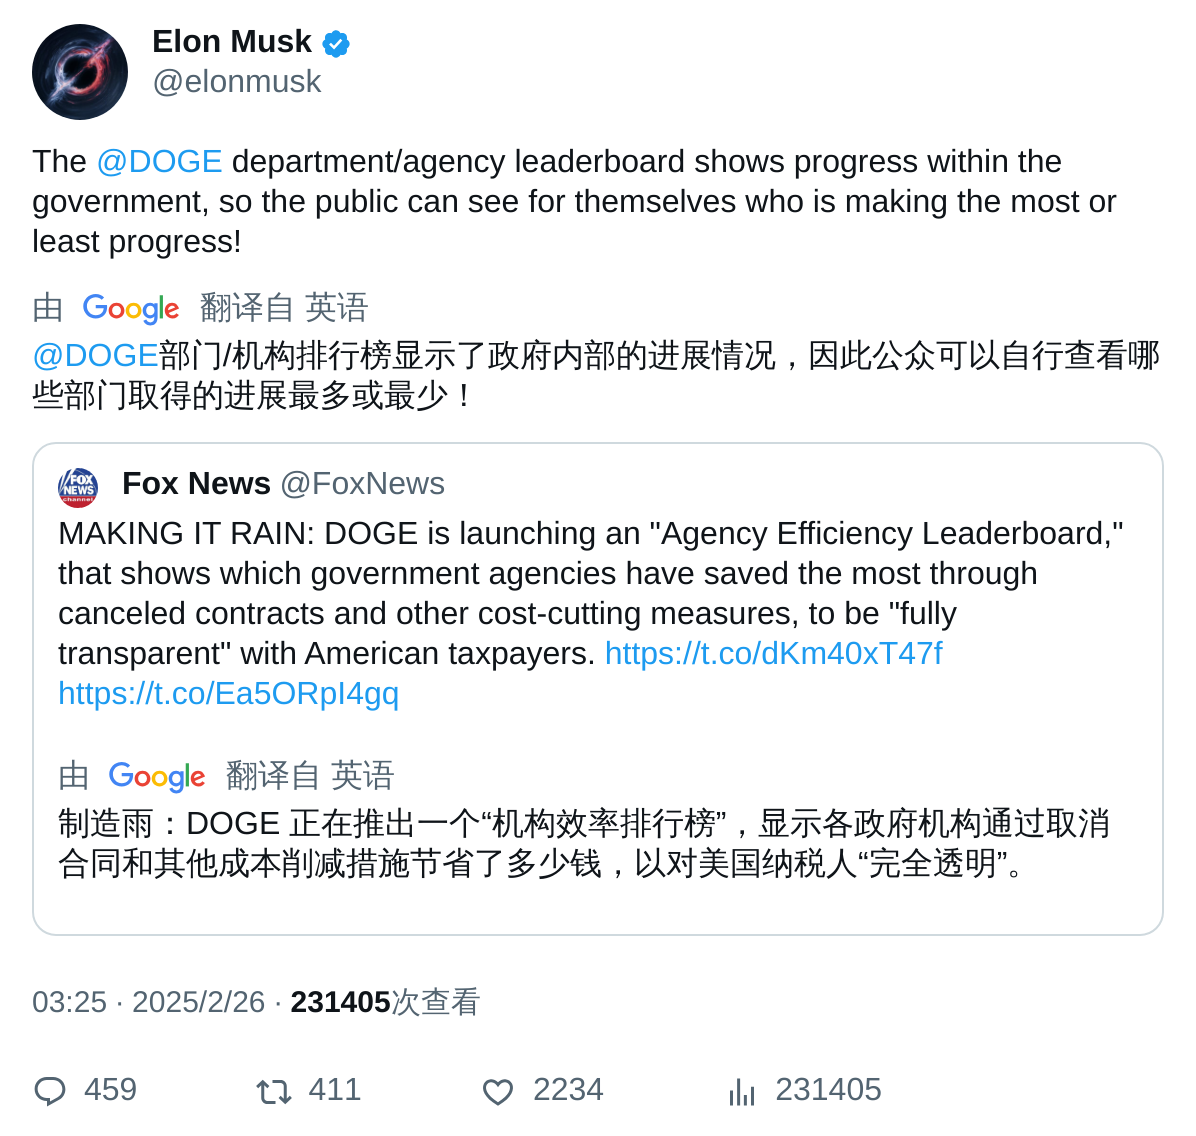 Elon Musk
@elonmusk
The @DOGE department/agency leaderboard shows progress within the
government, so the public can see for themselves who is making the most or
least progress!
由 Google 翻译自 英语
@DOGE部门/机构排行榜显示了政府内部的进展情况，因此公众可以自行查看哪
些部门取得的进展最多或最少！
FOX
NEWS
channel
Fox News @FoxNews
MAKING IT RAIN: DOGE is launching an "Agency Efficiency Leaderboard,"
that shows which government agencies have saved the most through
canceled contracts and other cost-cutting measures, to be "fully
transparent" with American taxpayers. https://t.co/dKm40xT47f
https://t.co/Ea5ORpI4gq
由 Google 翻译自 英语
制造雨：DOGE 正在推出一个“机构效率排行榜”，显示各政府机构通过取消
合同和其他成本削减措施节省了多少钱，以对美国纳税人“完全透明”。
03:25 · 2025/2/26 · 231405次查看
459 411 2234 231405